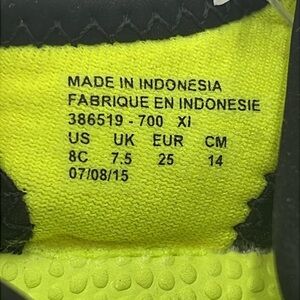 MADE IN INDONESIA
FABRIQUE EN INDONESIE
386519 - 700 XI
US UK EUR CM
8C 7.5 25 14
07/08/15